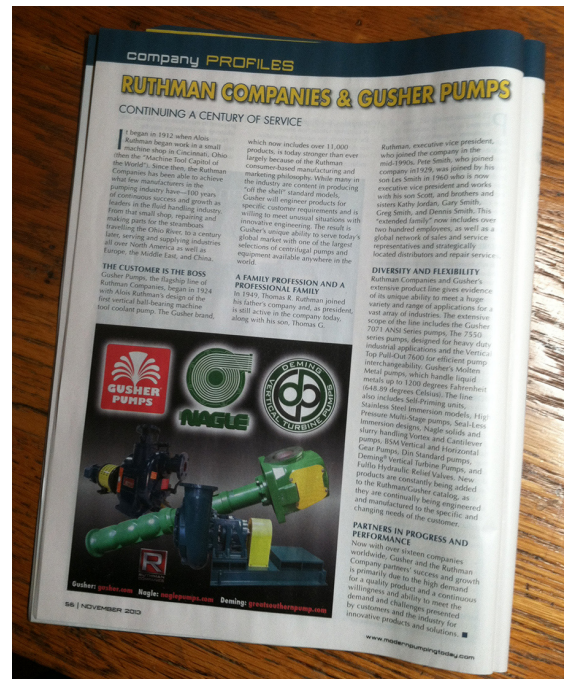 company PROFILES
RUTHMAN COMPANIES & GUSHER PUMPS
CONTINUING A CENTURY OF SERVICE
It began in 1912 when Alois
Ruthman began work in a small
machine shop in Cincinnati, Ohio
(then the "Machine Tool Capital of
the World"). Since then, the Ruthman
Companies has been able to achieve
what few manufacturers in the
pumping industry have—100 years
of continuous success and growth as
leaders in the fluid handling industry.
From that small shop, repairing and
making parts for the steamboats
travelling the Ohio River, to a century
later, serving and supplying industries
all over North America as well as
Europe, the Middle East, and China.
THE CUSTOMER IS THE BOSS
Gusher Pumps, the flagship line of
Ruthman Companies, began in 1924
with Alois Ruthman's design of the
first vertical ball-bearing machine
tool coolant pump. The Gusher brand,
which now includes over 11,000
products, is today stronger than ever
largely because of the Ruthman
consumer-based manufacturing and
marketing philosophy. While many in
the industry are content in producing
"off the shelf" standard models,
Gusher will engineer products for
specific customer requirements and is
willing to meet unusual situations with
innovative engineering. The result is
Gusher's unique ability to serve today's
global market with one of the largest
selections of centrifugal pumps and
equipment available anywhere in the
world.
A FAMILY PROFESSION AND A
PROFESSIONAL FAMILY
In 1949, Thomas R. Ruthman joined
his father's company and, as president,
is still active in the company today,
along with his son, Thomas G.
Ruthman, executive vice president,
who joined the company in the
mid-1990s. Pete Smith, who joined
company in1929, was joined by his
son Les Smith in 1960 who is now
executive vice president and works
with his son Scott, and brothers and
sisters Kathy Jordan, Gary Smith,
Greg Smith, and Dennis Smith. This
"extended family" now includes over
two hundred employees, as well as a
global network of sales and service
representatives and strategically
located distributors and repair service.
DIVERSITY AND FLEXIBILITY
Ruthman Companies and Gusher's
extensive product line gives evidence
of its unique ability to meet a huge
variety and range of applications for a
vast array of industries. The extensive
scope of the line includes the Gusher
7071 ANSI Series pumps, The 7550
series pumps, designed for heavy duty
industrial applications and the Vertical
Top Pull-Out 7600 for efficient pump
interchangeability. Gusher's Molten
Metal pumps, which handle liquid
metals up to 1200 degrees Fahrenheit
(648.89 degrees Celsius). The line
also includes Self-Priming units,
Stainless Steel Immersion models, High
Pressure Multi-Stage pumps, Seal-Less
Immersion designs, Nagle solids and
slurry handling Vortex and Cantilever
pumps, BSM Vertical and Horizontal
Gear Pumps, Din Standard pumps,
Deming® Vertical Turbine Pumps, and
Fulflo Hydraulic Relief Valves. New
products are constantly being added
to the Ruthman/Gusher catalog, as
they are continually being engineered
and manufactured to the specific and
changing needs of the customer.
PARTNERS IN PROGRESS AND
PERFORMANCE
Now with over sixteen companies
worldwide, Gusher and the Ruthman
Company partners' success and growth
is primarily due to the high demand
for a quality product and a continuous
willingness and ability to meet the
demand and challenges presented
by customers and the industry for
innovative products and solutions. ■
GUSHER
PUMPS
NAGLE
DEMING
dp
VERTICAL TURBINE PUMPS
R
Gusher: gusher.com Nagle: naglepumps.com Deming: greatsouthernpump.com
56 | NOVEMBER 2013
www.modernpumpingtoday.com